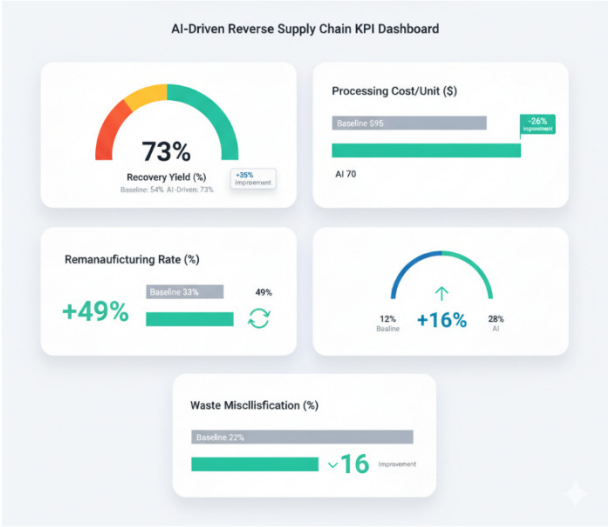 AI-Driven Reverse Supply Chain KPI Dashboard
73%
Recovery Yield (%)
Baseline: 54% AI-Driven: 73%
+35%
Improvement
Processing Cost/Unit ($)
Baseline $95
-26%
Improvement
AI 70
Remanauficturing Rate (%)
+49%
Baseline 33%
49%
12%
Baoline
+16%
28%
AI
Waste Miscllisfication (%)
Baseline 22%
16
Improvement